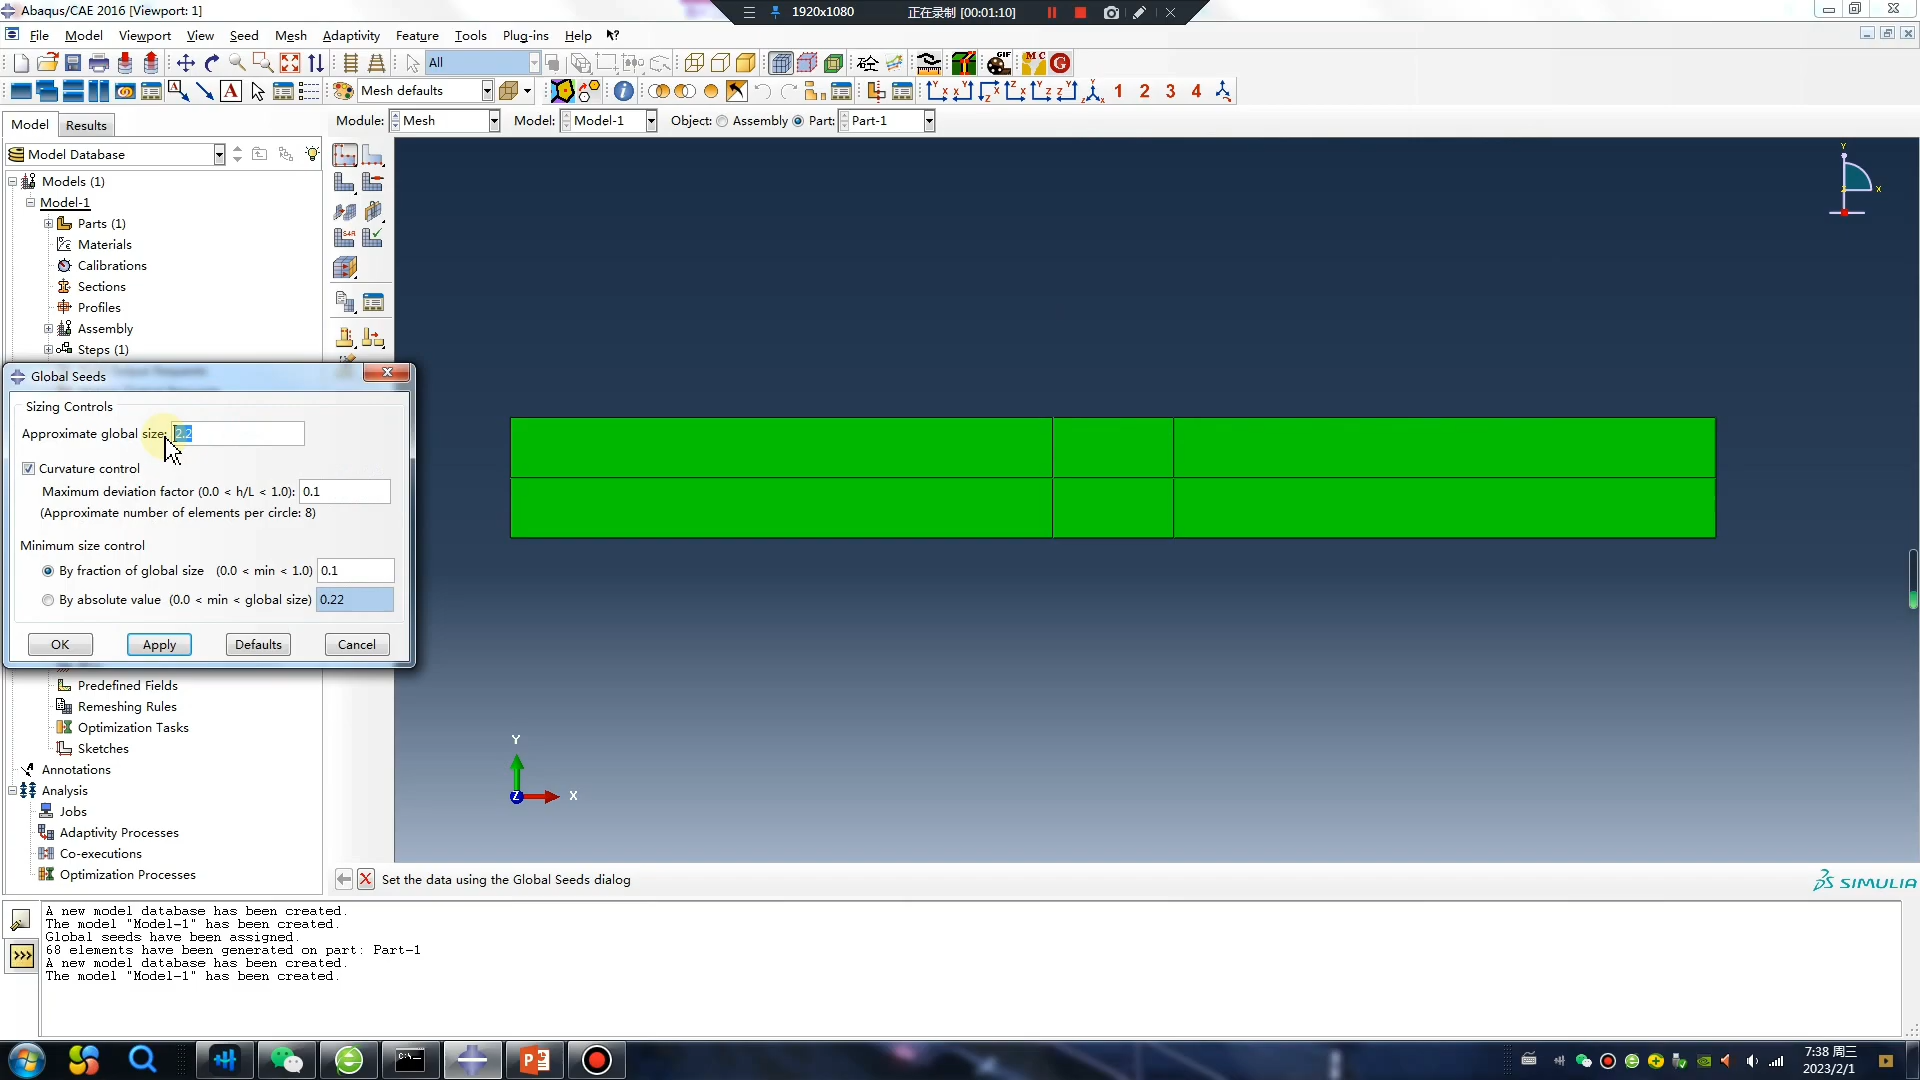 Abaqus/CAE 2016 [Viewport: 1]
1920x1080
正在录制 [00:01:10]
File Model Viewport View Seed Mesh Adaptivity Feature Tools Plug-ins Help
All
Mesh defaults
1 2 3 4
Model Results
Module: Mesh Model: Model-1 Object: Assembly Part: Part-1
Model Database
Models (1)
Model-1
Parts (1)
Materials
Calibrations
Sections
Profiles
Assembly
Steps (1)
Global Seeds
Sizing Controls
Approximate global size: 2.2
Curvature control
Maximum deviation factor (0.0 < h/L < 1.0): 0.1
(Approximate number of elements per circle: 8)
Minimum size control
By fraction of global size (0.0 < min < 1.0) 0.1
By absolute value (0.0 < min < global size) 0.22
OK Apply Defaults Cancel
Predefined Fields
Remeshing Rules
Optimization Tasks
Sketches
Annotations
Analysis
Jobs
Adaptivity Processes
Co-executions
Optimization Processes
Y
X
Y
Z
X
Set the data using the Global Seeds dialog
SIMULIA
A new model database has been created.
The model "Model-1" has been created.
Global seeds have been assigned.
68 elements have been generated on part: Part-1
A new model database has been created.
The model "Model-1" has been created.
7:38 周三
2023/2/1